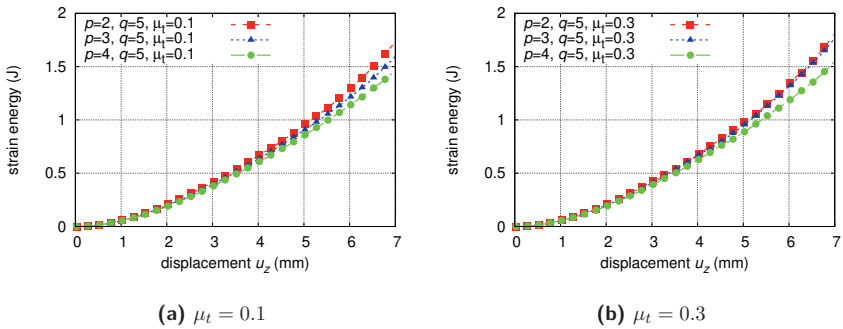 2
1.5
1
0.5
0
strain energy (J)
p=2, q=5, μt=0.1
p=3, q=5, μt=0.1
p=4, q=5, μt=0.1
0 1 2 3 4 5 6 7
displacement uz (mm)
(a) μt = 0.1
2
1.5
1
0.5
0
strain energy (J)
p=2, q=5, μt=0.3
p=3, q=5, μt=0.3
p=4, q=5, μt=0.3
0 1 2 3 4 5 6 7
displacement uz (mm)
(b) μt = 0.3